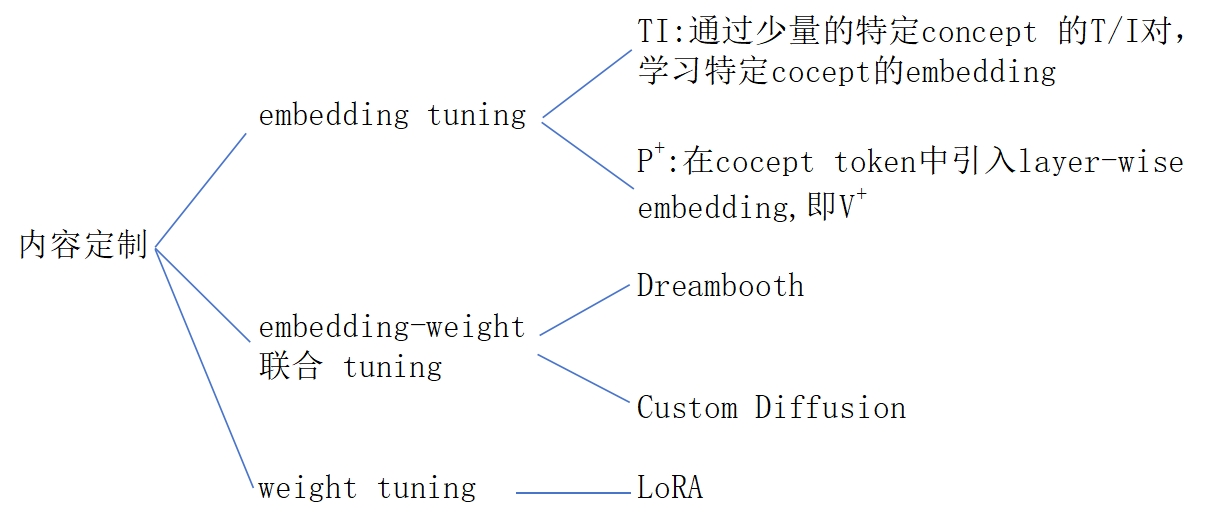 TI:通过少量的特定concept 的T/I对,
学习特定cocept的embedding
embedding tuning
P⁺:在cocept token中引入layer-wise
embedding,即V⁺
内容定制
Dreambooth
embedding-weight
联合 tuning
Custom Diffusion
weight tuning
LoRA